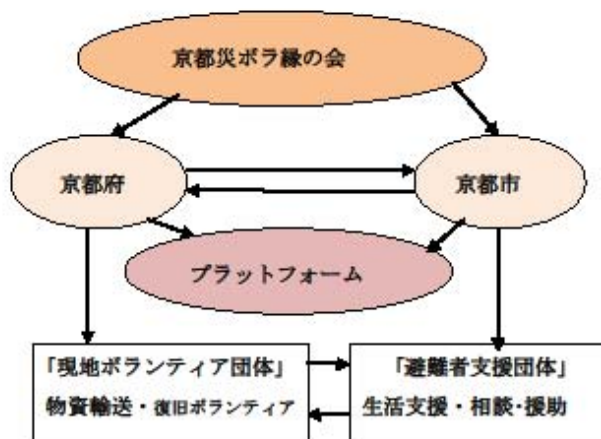 京都災ボラ縁の会
京都府
京都市
プラットフォーム
「現地ボランティア団体」
物資輸送・復旧ボランティア
「避難者支援団体」
生活支援・相談・援助